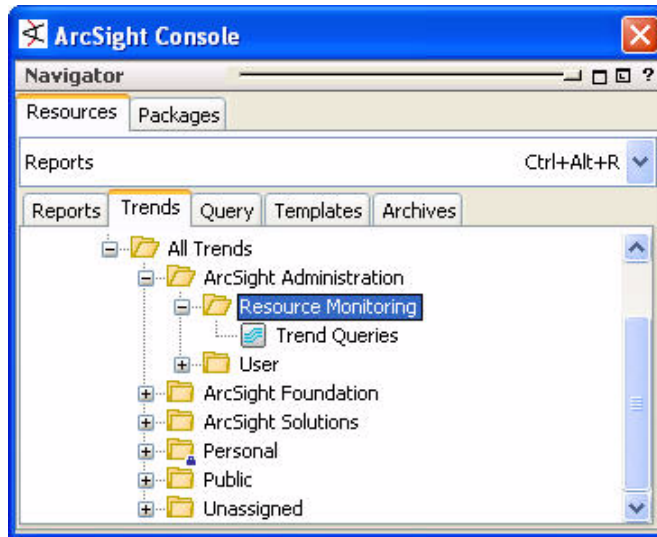 ArcSight Console
Navigator ?
Resources Packages
Reports Ctrl+Alt+R
Reports Trends Query Templates Archives
All Trends
ArcSight Administration
Resource Monitoring
Trend Queries
User
ArcSight Foundation
ArcSight Solutions
Personal
Public
Unassigned